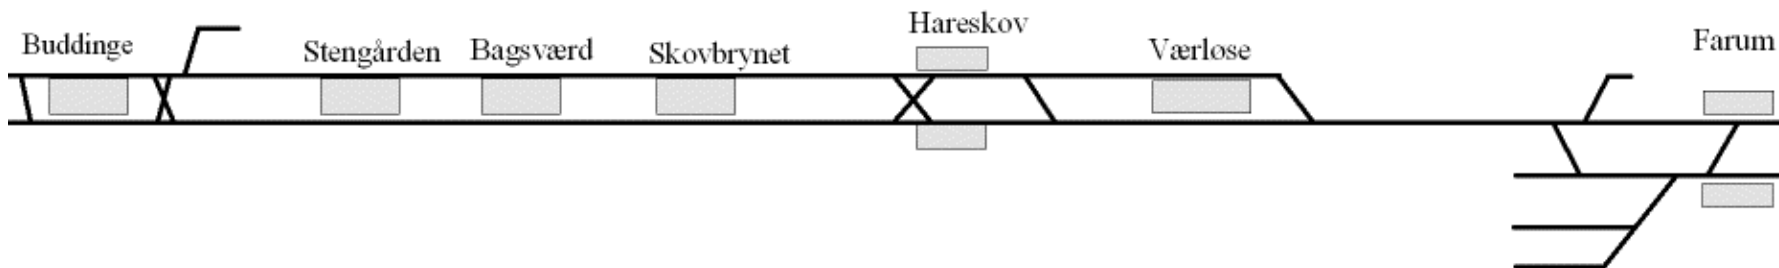 Buddinge
Stengården
Bagsværd
Skovbrynet
Hareskov
Værløse
Farum